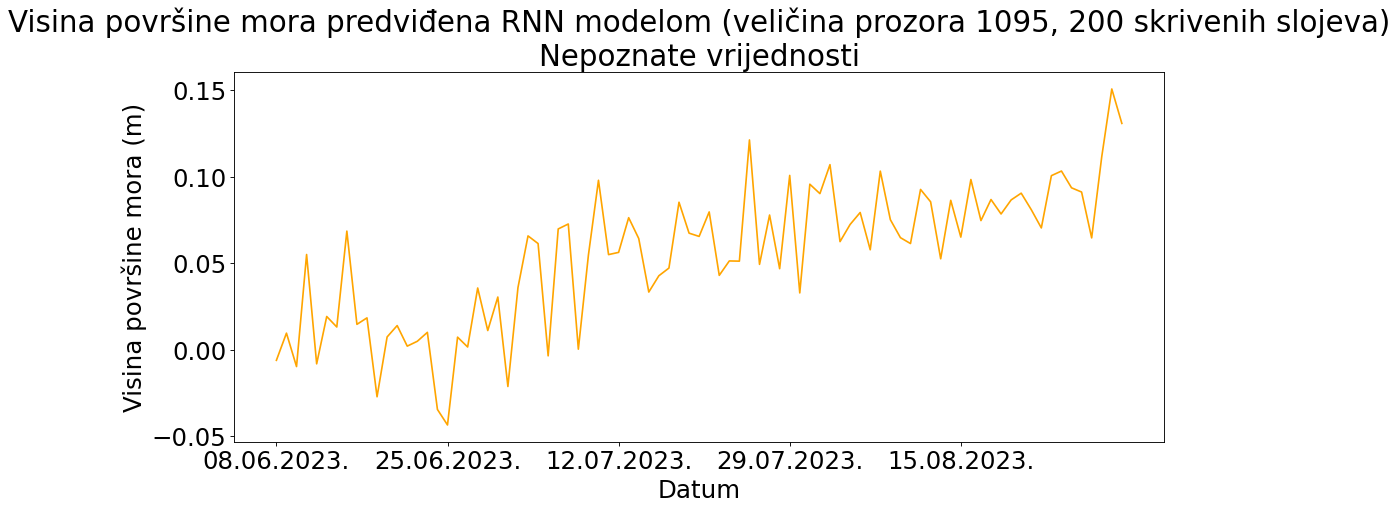 Visina površine mora predviđena RNN modelom (veličina prozora 1095, 200 skrivenih slojeva)
Nepoznate vrijednosti
Visina površine mora (m)
0.15
0.10
0.05
0.00
−0.05
08.06.2023. 25.06.2023. 12.07.2023. 29.07.2023. 15.08.2023.
Datum